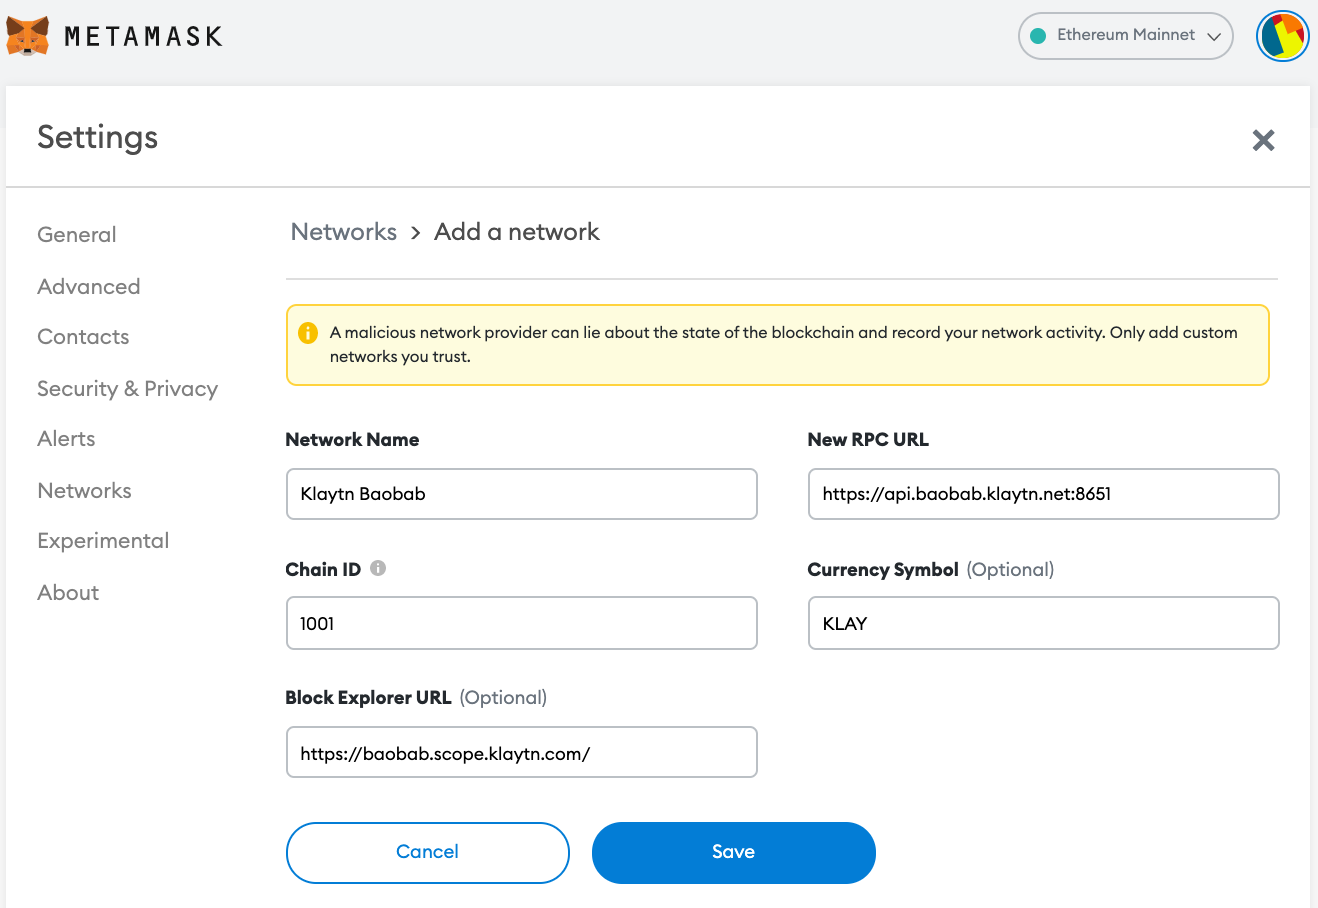 METAMASK
Ethereum Mainnet
Settings
General
Advanced
Contacts
Security & Privacy
Alerts
Networks
Experimental
About
Networks > Add a network
A malicious network provider can lie about the state of the blockchain and record your network activity. Only add custom
networks you trust.
Network Name
Klaytn Baobab
New RPC URL
https://api.baobab.klaytn.net:8651
Chain ID
1001
Currency Symbol (Optional)
KLAY
Block Explorer URL (Optional)
https://baobab.scope.klaytn.com/
Cancel
Save